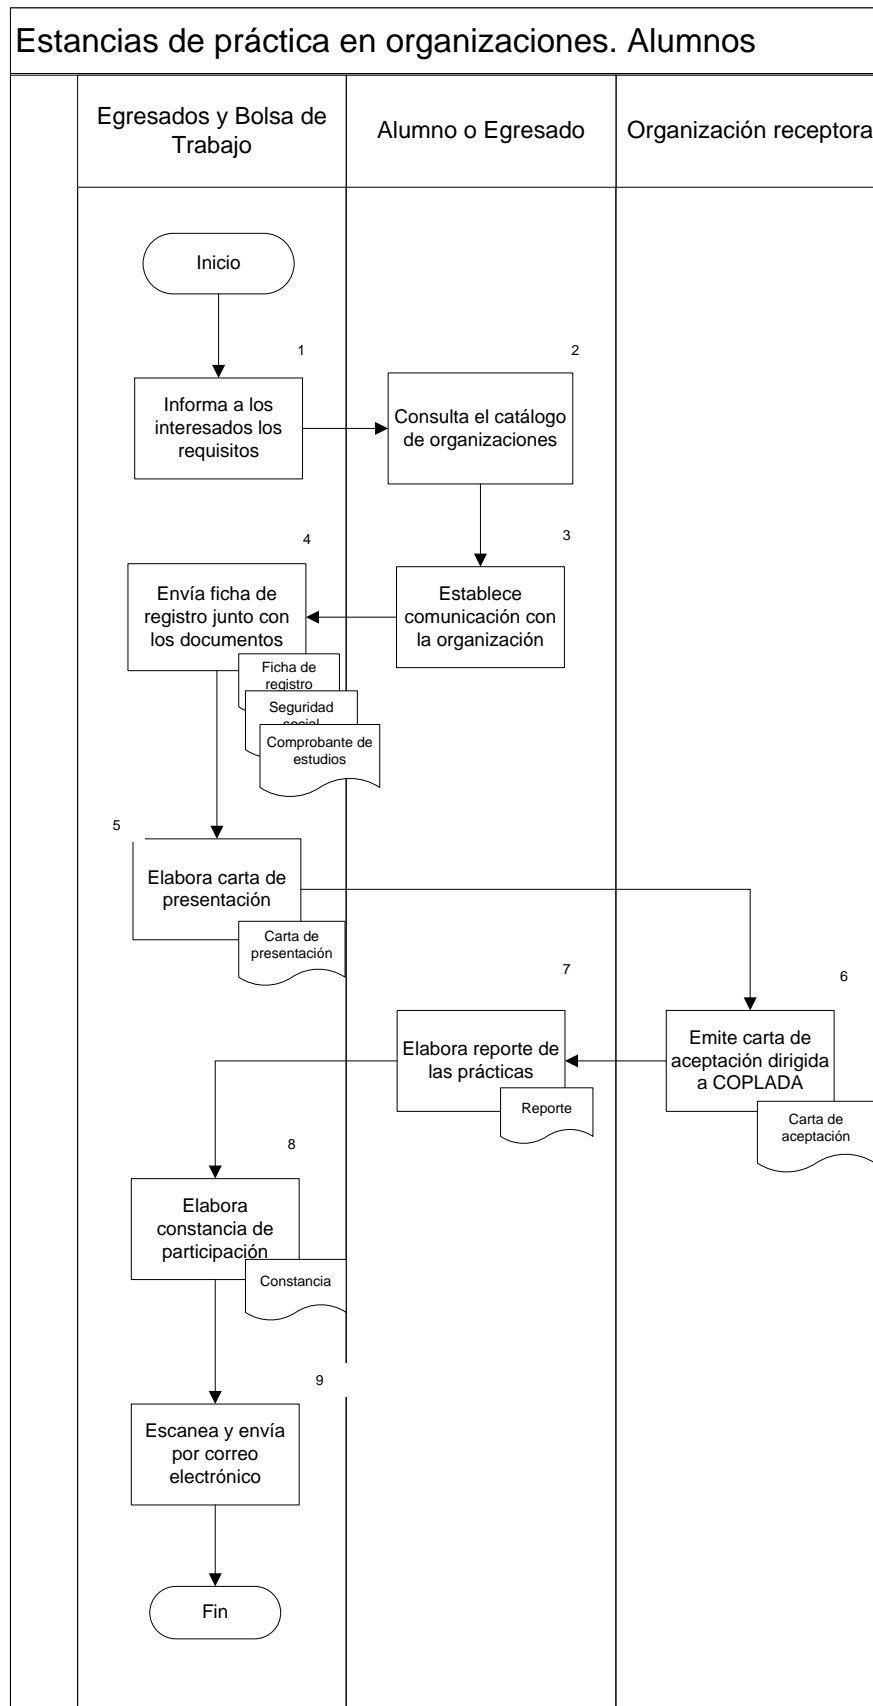 Estancias de práctica en organizaciones. Alumnos
Egresados y Bolsa de
Trabajo
Alumno o Egresado
Organización receptora
Inicio
1
Informa a los
interesados los
requisitos
2
Consulta el catálogo
de organizaciones
3
Establece
comunicación con
la organización
4
Envía ficha de
registro junto con
los documentos
Ficha de
registro
Seguridad
social
Comprobante de
estudios
5
Elabora carta de
presentación
Carta de
presentación
6
Emite carta de
aceptación dirigida
a COPLADA
Carta de
aceptación
7
Elabora reporte de
las prácticas
Reporte
8
Elabora
constancia de
participación
Constancia
9
Escanea y envía
por correo
electrónico
Fin